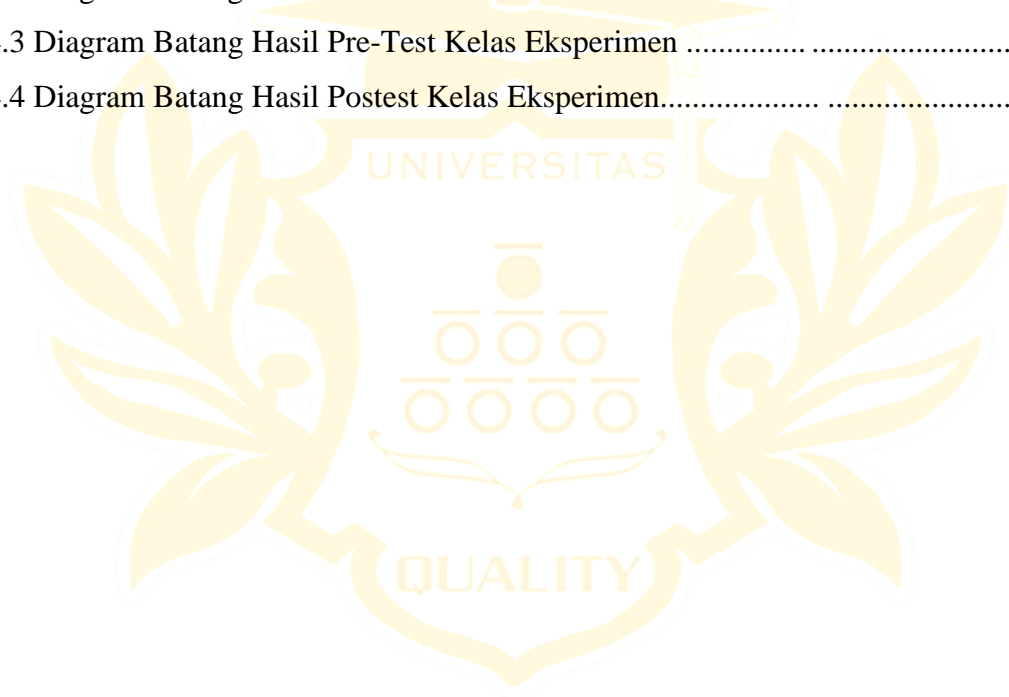 .3 Diagram Batang Hasil Pre-Test Kelas Eksperimen ............... .........................
.4 Diagram Batang Hasil Postest Kelas Eksperimen.................... .......................
UNIVERSITAS
QUALITY